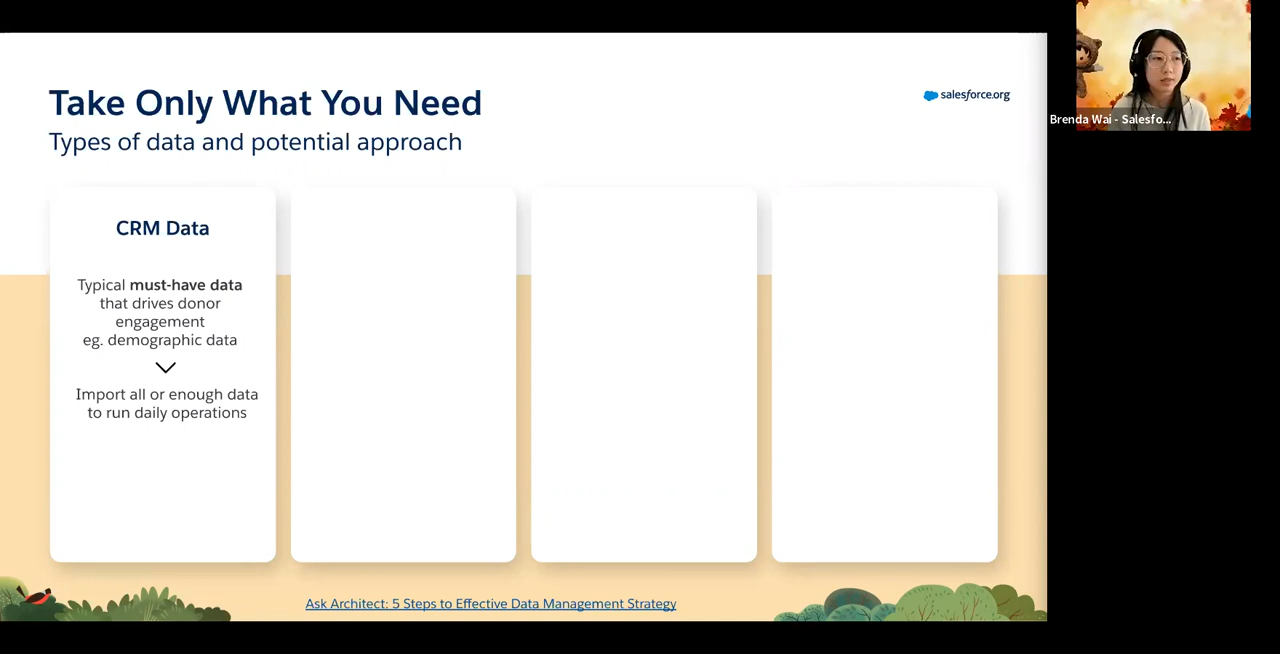 Take Only What You Need
Types of data and potential approach
salesforce.org
CRM Data
Typical must-have data
that drives donor
engagement
eg. demographic data
Import all or enough data
to run daily operations
Ask Architect: 5 Steps to Effective Data Management Strategy
Brenda Wai - Salesfo...